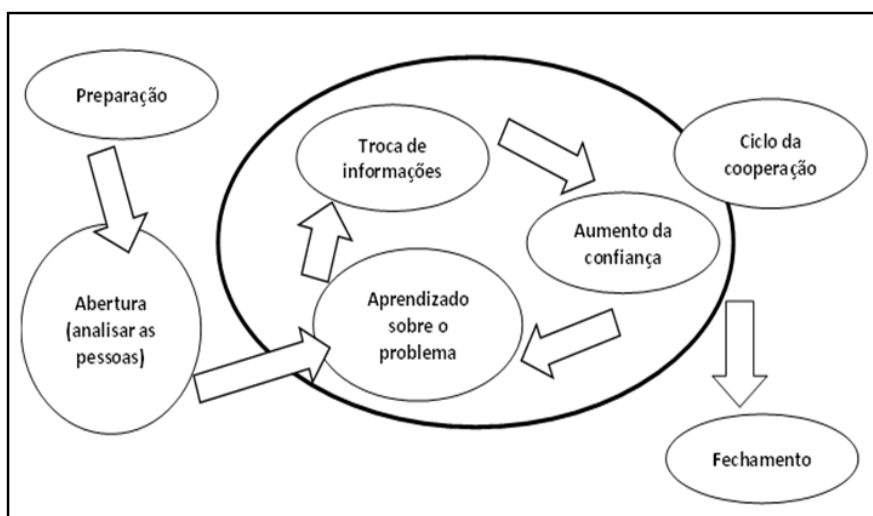 Preparação
Abertura
(analisar as
pessoas)
Troca de
informações
Aumento da
confiança
Aprendizado
sobre o
problema
Ciclo da
cooperação
Fechamento